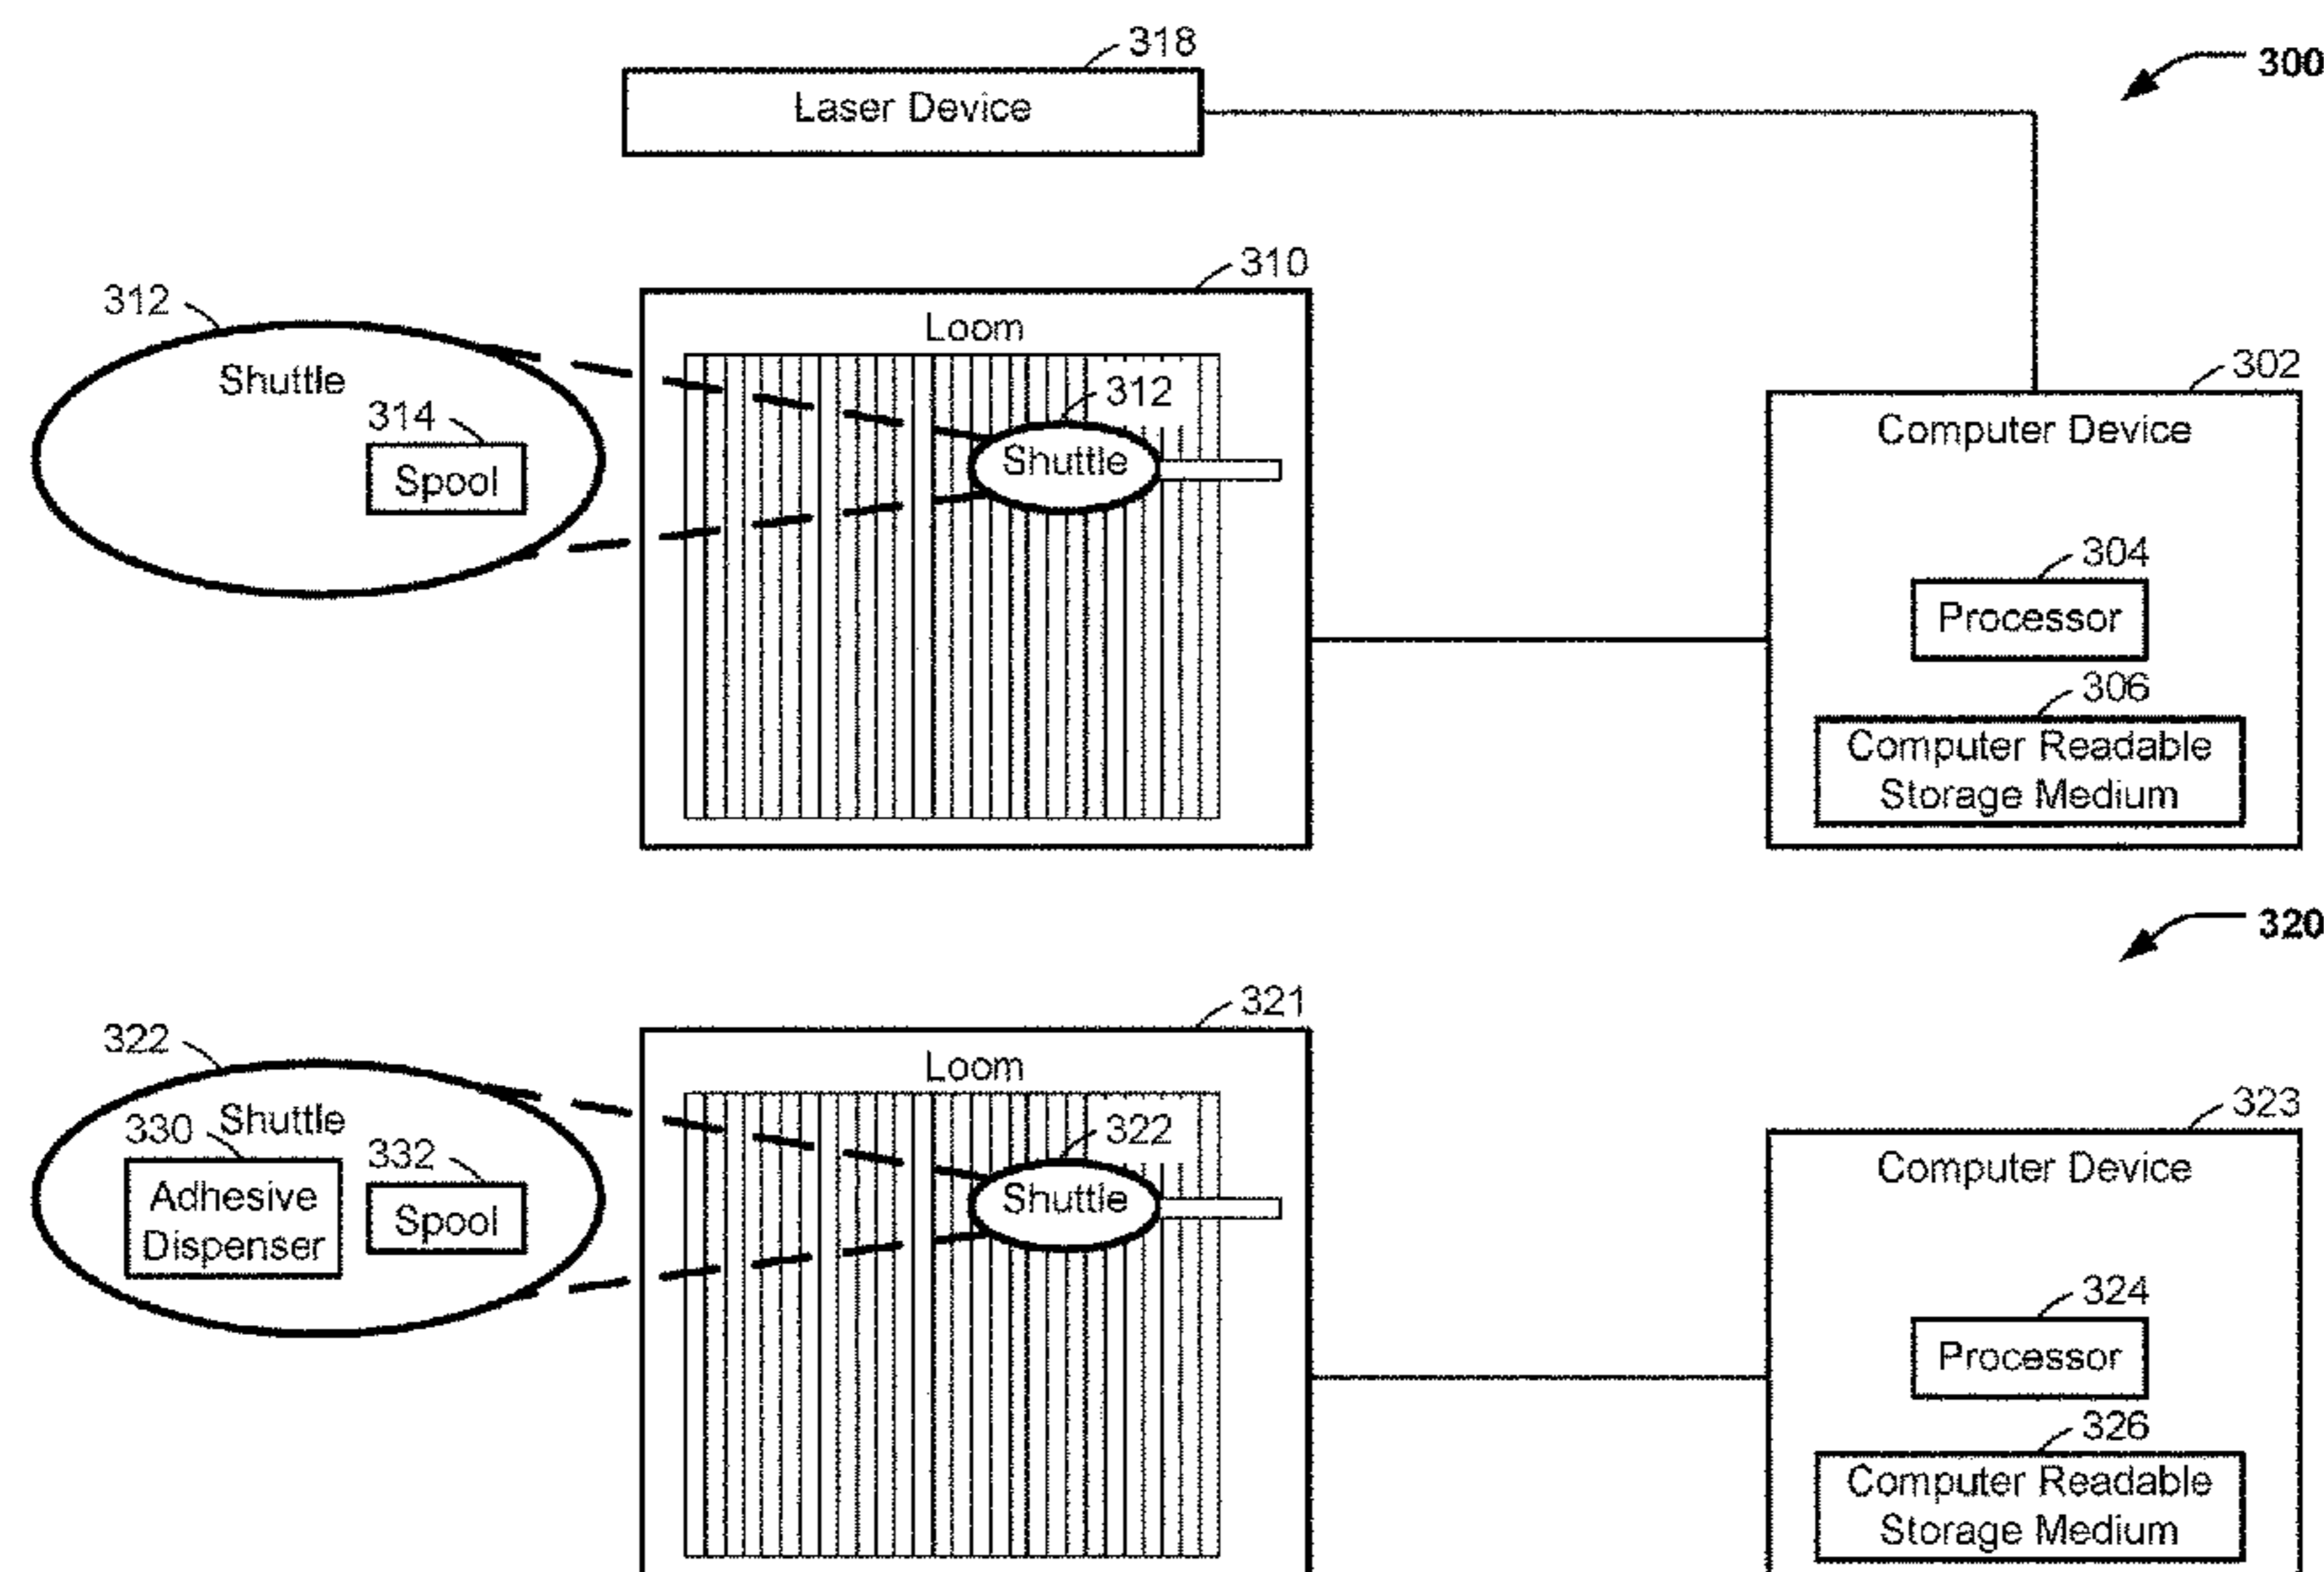 318
300
Laser Device
310
312
Loom
Shuttle
314
Spool
312
Shuttle
302
Computer Device
304
Processor
306
Computer Readable
Storage Medium
320
321
322
Loom
Shuttle
330
332
Adhesive
Dispenser
Spool
322
Shuttle
323
Computer Device
324
Processor
326
Computer Readable
Storage Medium